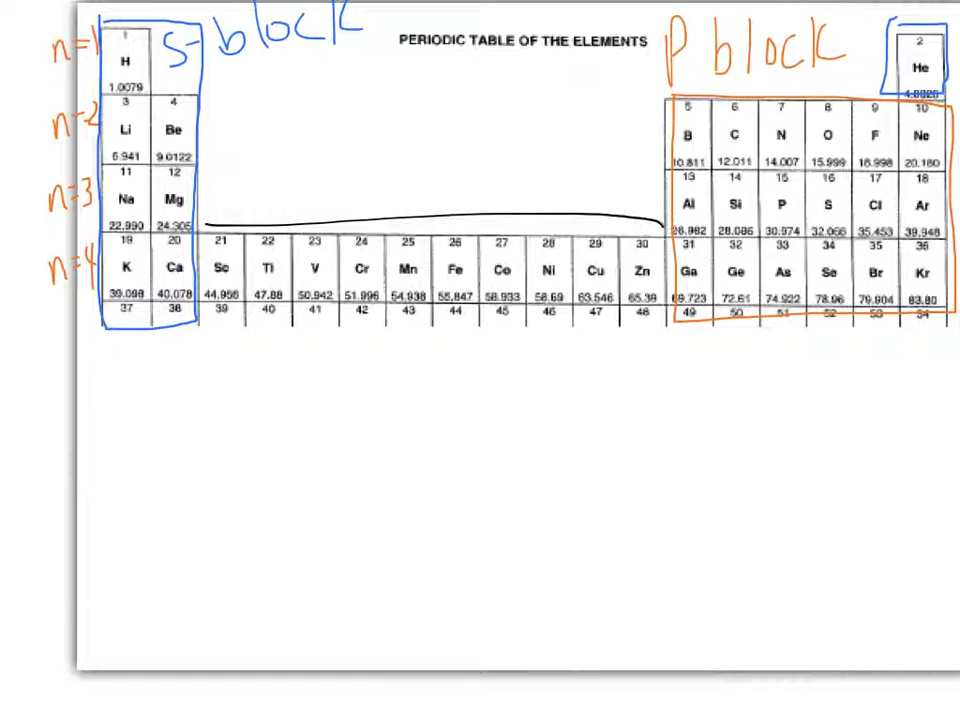 n=1 S-block P block
PERIODIC TABLE OF THE ELEMENTS
1 2
H He
1.0079 4.0026
n=2
3 4 5 6 7 8 9 10
Li Be B C N O F Ne
6.941 9.0122 10.811 12.011 14.007 15.999 18.998 20.180
n=3
11 12 13 14 15 16 17 18
Na Mg Al Si P S Cl Ar
22.990 24.305 26.982 28.086 30.974 32.066 35.453 39.948
n=4
19 20 21 22 23 24 25 26 27 28 29 30 31 32 33 34 35 36
K Ca Sc Ti V Cr Mn Fe Co Ni Cu Zn Ga Ge As Se Br Kr
39.098 40.078 44.956 47.88 50.942 51.996 54.938 55.847 58.933 58.69 63.546 65.39 69.723 72.61 74.922 78.96 79.904 83.80
37 38 39 40 41 42 43 44 45 46 47 48 49 50 51 52 53 54